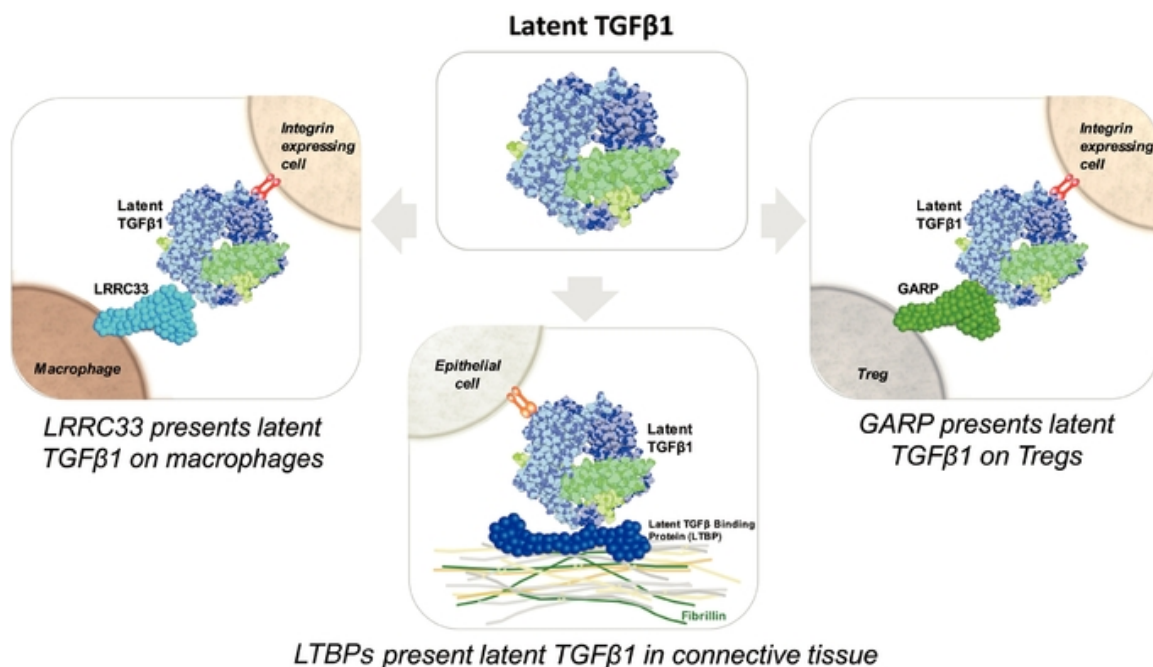 Latent TGFβ1
Integrin
expressing
cell
Latent
TGFβ1
LRRC33
Macrophage
LRRC33 presents latent
TGFβ1 on macrophages
Epithelial
cell
Latent
TGFβ1
Latent TGFβ Binding
Protein (LTBP)
Fibrillin
LTBPs present latent TGFβ1 in connective tissue
Integrin
expressing
cell
Latent
TGFβ1
GARP
Treg
GARP presents latent
TGFβ1 on Tregs